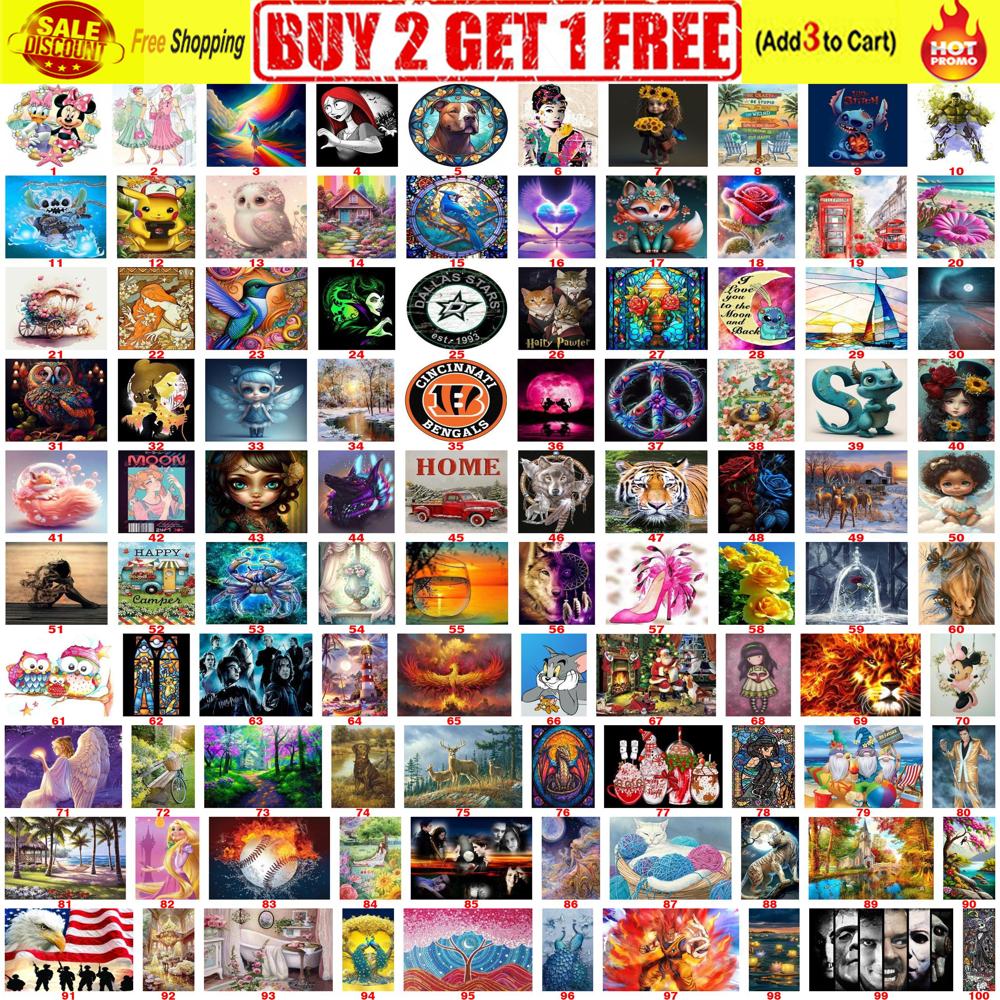 SALE
DISCOUNT
Free Shopping
BUY 2 GET 1 FREE
(Add 3 to Cart)
HOT
PROMO
1 2 3 4 5 6 7 8 9 10
BE STUPID
Stitch
11 12 13 14 15 16 17 18 19 20
DALLAS STARS
est. 1993
Hairy Pawter
I Love
you
to the
Moon
and
Back
21 22 23 24 25 26 27 28 29 30
CINCINNATI
B
BENGALS
31 32 33 34 35 36 37 38 39 40
MOON
HOME
41 42 43 44 45 46 47 48 49 50
HAPPY
Camper
51 52 53 54 55 56 57 58 59 60
61 62 63 64 65 66 67 68 69 70
71 72 73 74 75 76 77 78 79 80
81 82 83 84 85 86 87 88 89 90
91 92 93 94 95 96 97 98 99 100